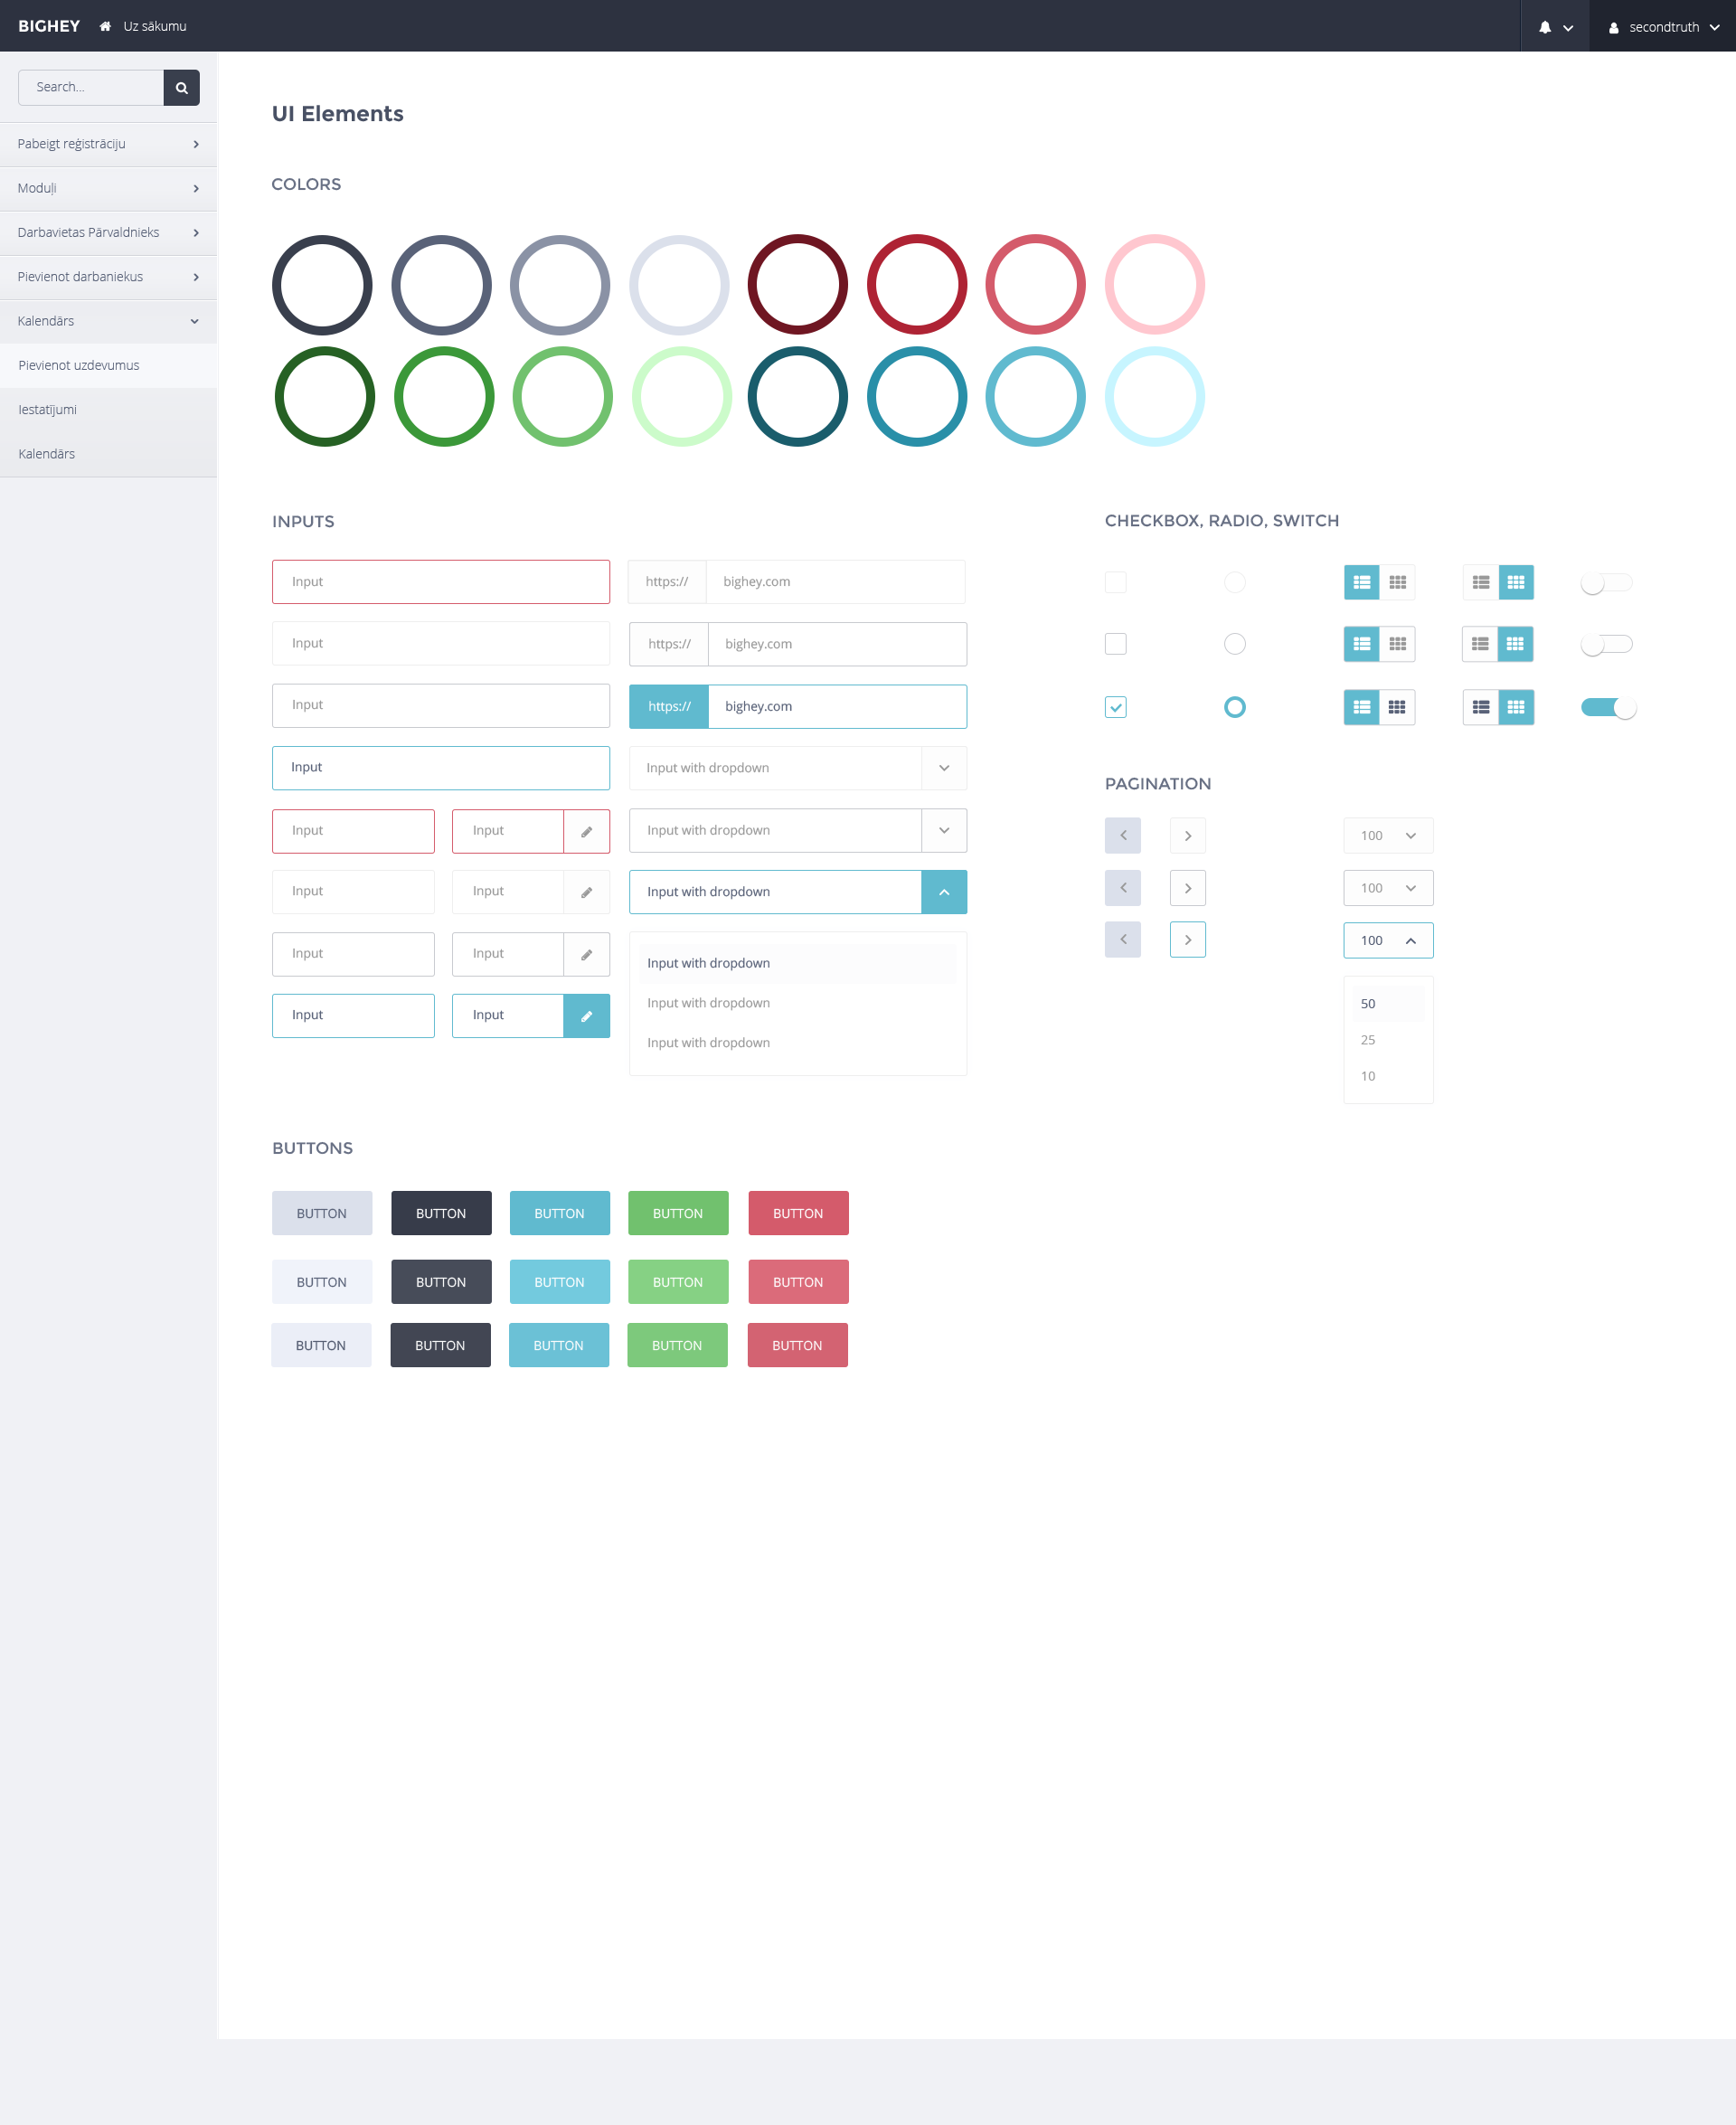 BIGHEY Uz sākumu secondtruth
Search...
Pabeigt reģistrāciju
Moduļi
Darbavietas Pārvaldnieks
Pievienot darbaniekus
Kalendārs
Pievienot uzdevumus
Iestatījumi
Kalendārs
UI Elements
COLORS
INPUTS
Input https:// bighey.com
Input https:// bighey.com
Input https:// bighey.com
Input Input with dropdown
Input Input Input with dropdown
Input Input Input with dropdown
Input Input Input with dropdown
Input with dropdown
Input Input Input with dropdown
CHECKBOX, RADIO, SWITCH
PAGINATION
100
100
100
50
25
10
BUTTONS
BUTTON BUTTON BUTTON BUTTON BUTTON
BUTTON BUTTON BUTTON BUTTON BUTTON
BUTTON BUTTON BUTTON BUTTON BUTTON